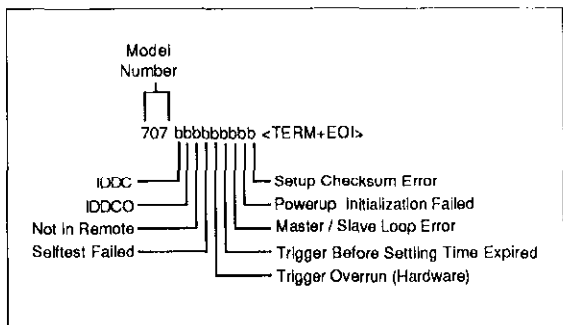 Model
Number
707 bbbbbbbbb <TERM+EOI>
IDDC
Setup Checksum Error
IDDCO
Powerup Initialization Failed
Not in Remote
Master / Slave Loop Error
Selftest Failed
Trigger Before Settling Time Expired
Trigger Overrun (Hardware)